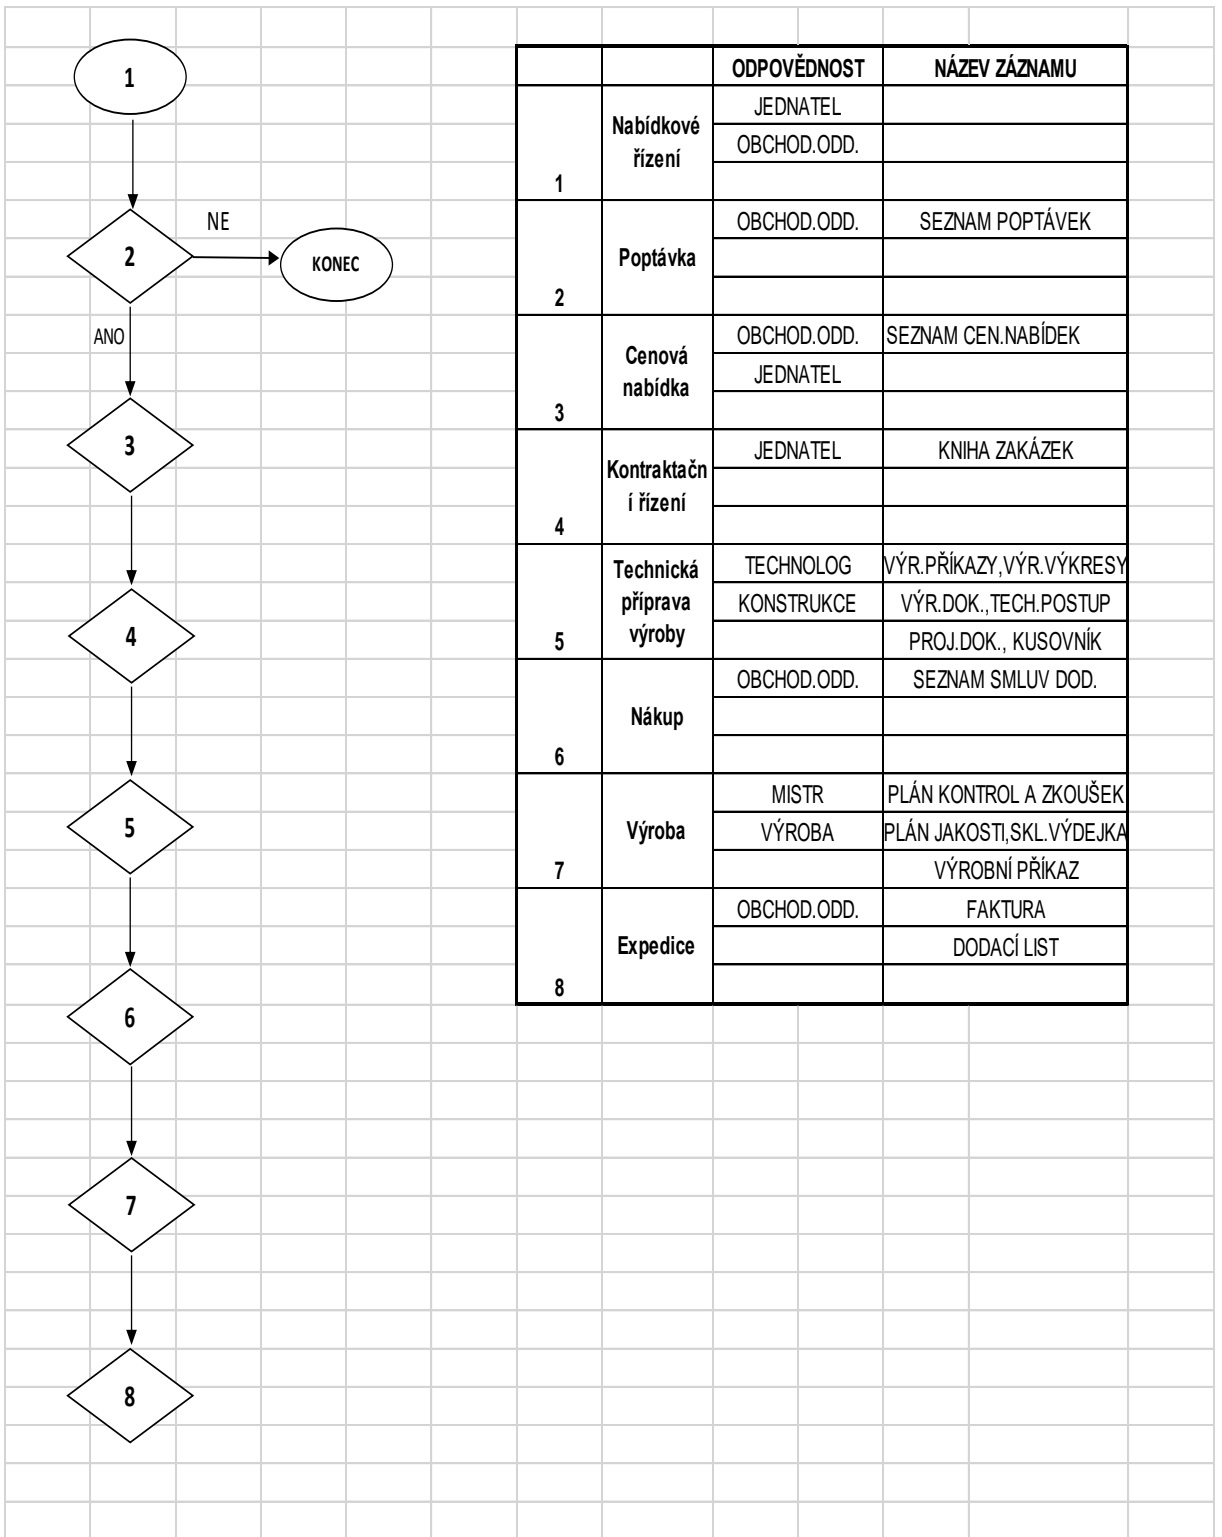 1
2
NE
KONEC
ANO
3
4
5
6
7
8
ODPOVĚDNOST NÁZEV ZÁZNAMU
1 Nabídkové řízení JEDNATEL
OBCHOD.ODD.
2 Poptávka OBCHOD.ODD. SEZNAM POPTÁVEK
3 Cenová nabídka OBCHOD.ODD. SEZNAM CEN.NABÍDEK
JEDNATEL
4 Kontraktačn í řízení JEDNATEL KNIHA ZAKÁZEK
5 Technická příprava výroby TECHNOLOG VÝR.PŘÍKAZY,VÝR.VÝKRESY
KONSTRUKCE VÝR.DOK.,TECH.POSTUP
PROJ.DOK., KUSOVNÍK
6 Nákup OBCHOD.ODD. SEZNAM SMLUV DOD.
7 Výroba MISTR PLÁN KONTROL A ZKOUŠEK
VÝROBA PLÁN JAKOSTI,SKL.VÝDEJKA
VÝROBNÍ PŘÍKAZ
8 Expedice OBCHOD.ODD. FAKTURA
DODACÍ LIST